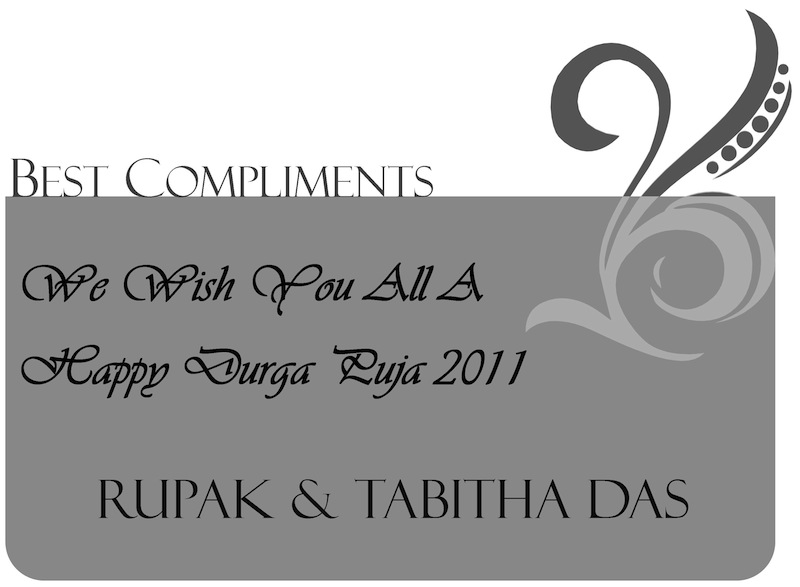 BEST COMPLIMENTS
We Wish You All A
Happy Durga Puja 2011
RUPAK & TABITHA DAS